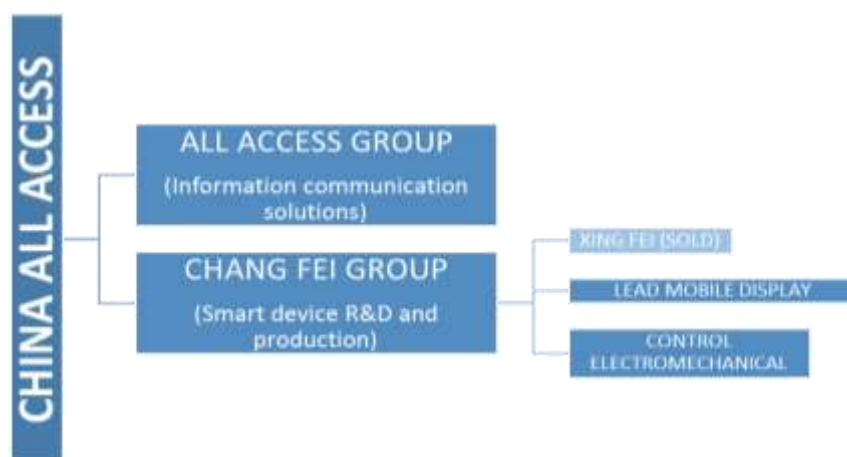 CHINA ALL ACCESS
ALL ACCESS GROUP
(Information communication
solutions)
CHANG FEI GROUP
(Smart device R&D and
production)
XING FEI (SOLD)
LEAD MOBILE DISPLAY
CONTROL
ELECTROMECHANICAL